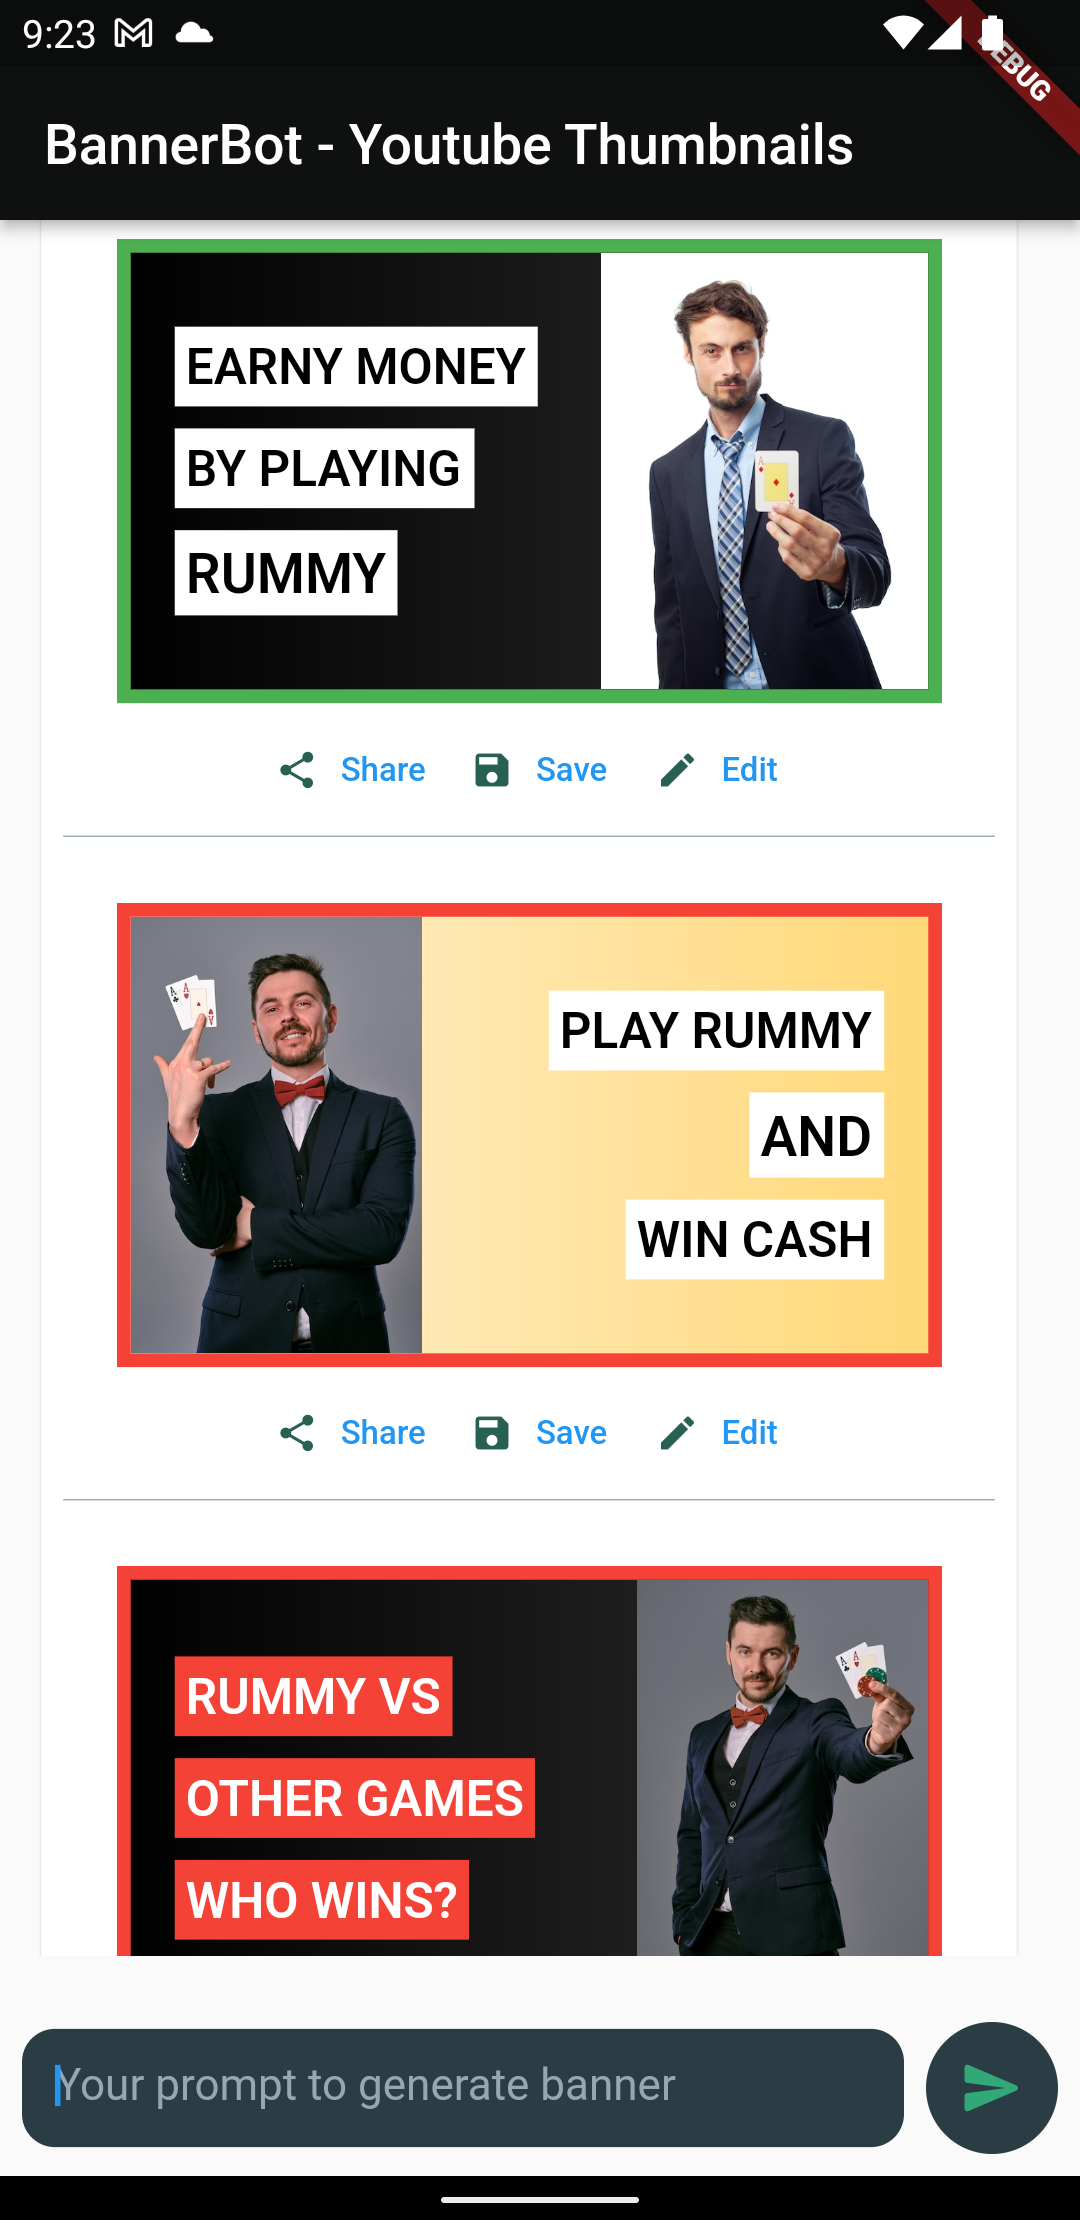 9:23
DEBUG
BannerBot - Youtube Thumbnails
EARNY MONEY
BY PLAYING
RUMMY
Share Save Edit
PLAY RUMMY
AND
WIN CASH
Share Save Edit
RUMMY VS
OTHER GAMES
WHO WINS?
Your prompt to generate banner